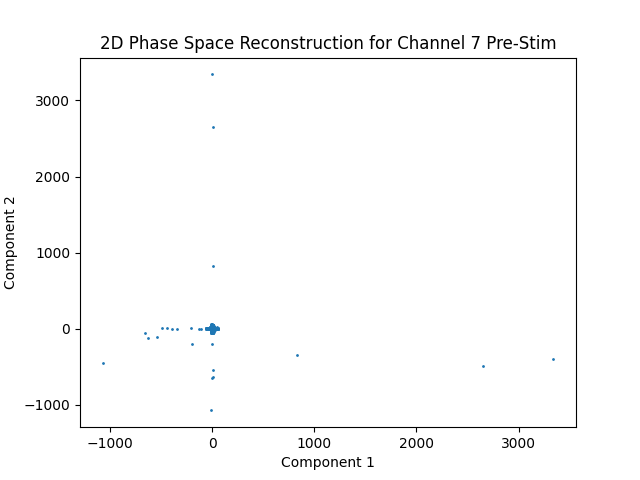 2D Phase Space Reconstruction for Channel 7 Pre-Stim
3000
2000
1000
0
−1000
Component 2
−1000 0 1000 2000 3000
Component 1